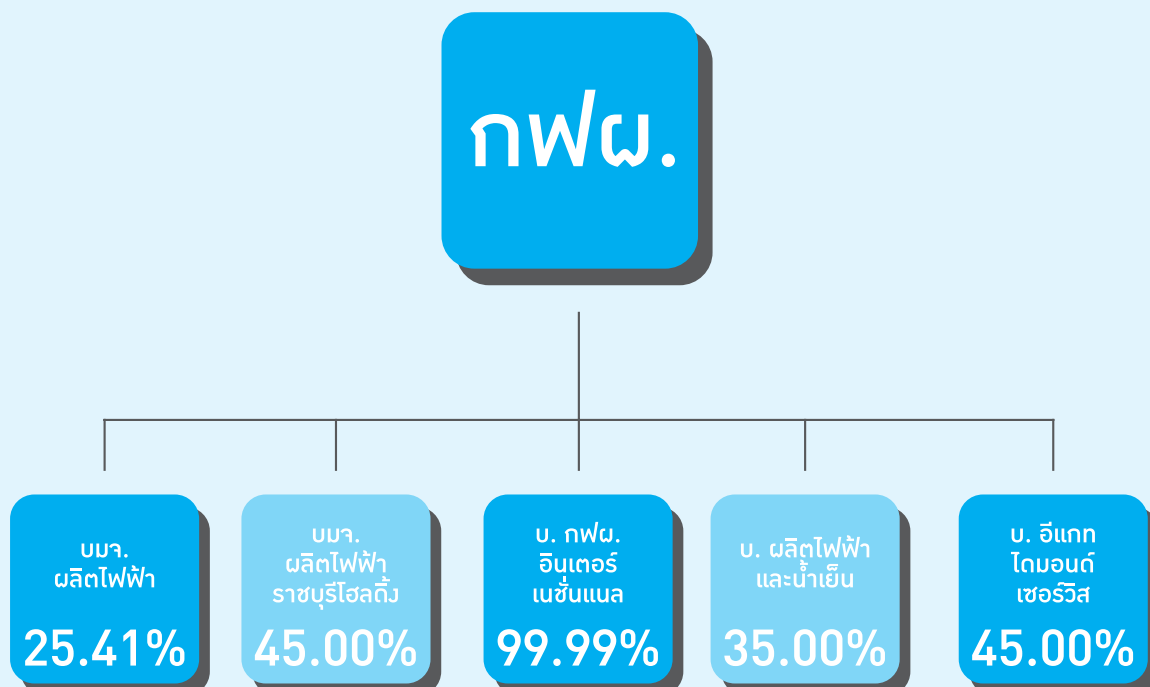 กฟผ.
บมจ.
ผลิตไฟฟ้า
25.41%
บมจ.
ผลิตไฟฟ้า
ราชบุรีโฮลดิ้ง
45.00%
บ. กฟผ.
อินเตอร์
เนชั่นแนล
99.99%
บ. ผลิตไฟฟ้า
และน้ำเย็น
35.00%
บ. อีแกท
ไดมอนด์
เซอร์วิส
45.00%